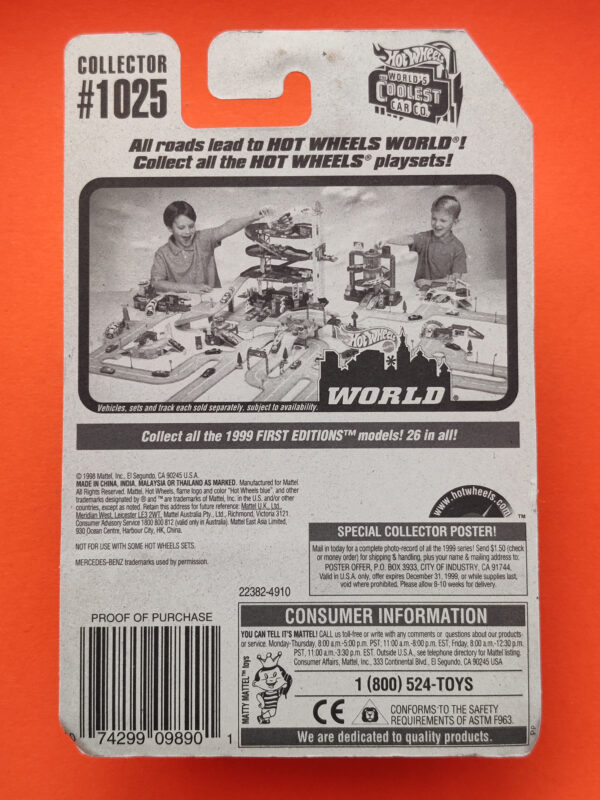 COLLECTOR
#1025
HOT WHEELS
THE WORLD'S
COOLEST
CAR CO.™
All roads lead to HOT WHEELS WORLD®!
Collect all the HOT WHEELS® playsets!
HOT WHEELS
WORLD®
Vehicles, sets and track each sold separately, subject to availability.
Collect all the 1999 FIRST EDITIONS™ models! 26 in all!
© 1998 Mattel, Inc., El Segundo, CA 90245 U.S.A.
MADE IN CHINA, INDIA, MALAYSIA OR THAILAND AS MARKED. Manufactured for Mattel.
All Rights Reserved. Mattel, Hot Wheels, flame logo and color "Hot Wheels blue", and other
trademarks designated by ® and ™ are trademarks of Mattel, Inc. in the U.S. and/or other
countries, except as noted. Retain this address for future reference: Mattel U.K., Ltd.,
Meridian West, Leicester LE3 2WT. Mattel Australia Pty., Ltd., Richmond, Victoria 3121.
Consumer Advisory Service 1800 800 812 (valid only in Australia). Mattel East Asia Limited,
930 Ocean Centre, Harbour City, HK, China.
NOT FOR USE WITH SOME HOT WHEELS SETS.
MERCEDES-BENZ trademarks used by permission.
www.hotwheels.com
™
SPECIAL COLLECTOR POSTER!
Mail in today for a complete photo-record of all the 1999 series! Send $1.50 (check
or money order) for shipping & handling, plus your name & mailing address to:
POSTER OFFER, P.O. BOX 3933, CITY OF INDUSTRY, CA 91744.
Valid in U.S.A. only, offer expires December 31, 1999, or while supplies last,
void where prohibited. Please allow 8-10 weeks for delivery.
22382-4910
PROOF OF PURCHASE
0 74299 09890 1
CONSUMER INFORMATION
YOU CAN TELL IT'S MATTEL! CALL us toll-free or write with any comments or questions about our products
or service. Monday-Thursday, 8:00 a.m.-5:00 p.m. PST; 11:00 a.m.-8:00 p.m. EST; Friday, 8:00 a.m.-12:30 p.m.
PST, 11:00 a.m.-3:30 p.m. EST. Outside U.S.A., see telephone directory for Mattel listing.
Consumer Affairs, Mattel, Inc., 333 Continental Blvd., El Segundo, CA 90245 USA
MATTY MATTEL™ toys
1 (800) 524-TOYS
CE
CONFORMS TO THE SAFETY
REQUIREMENTS OF ASTM F963.
We are dedicated to quality products.